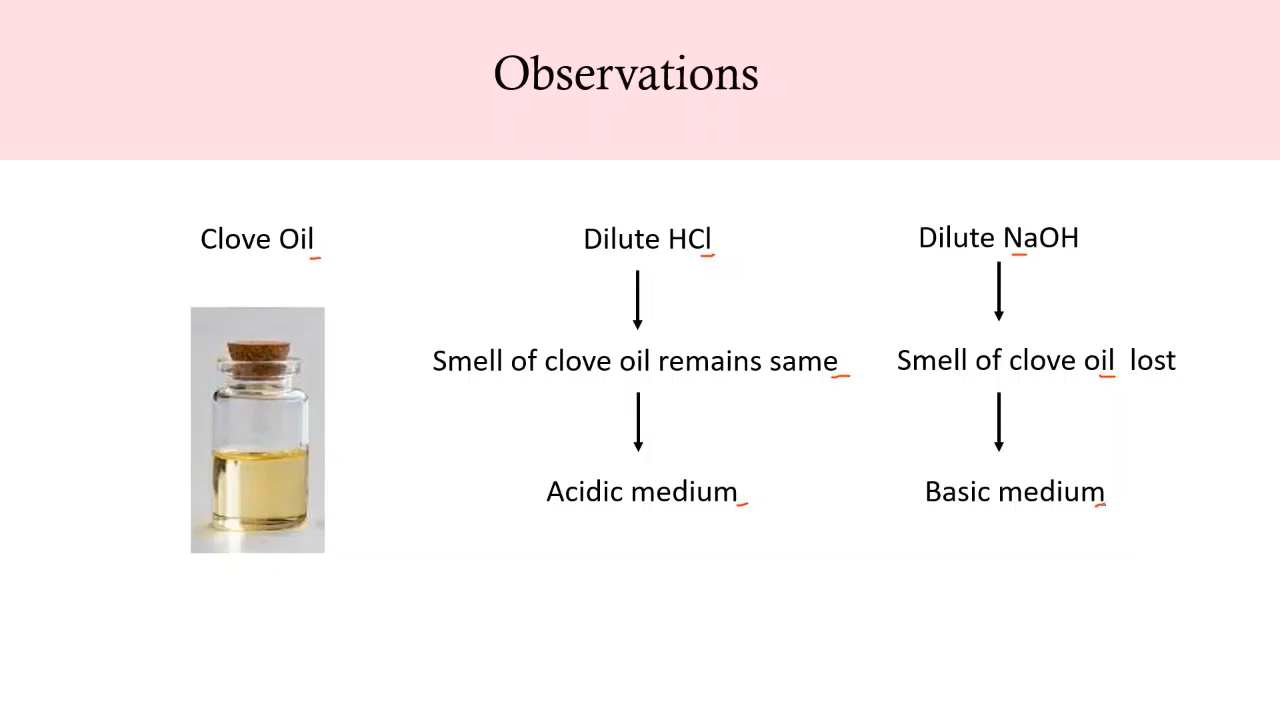 Observations
Clove Oil
Dilute HCl
Dilute NaOH
Smell of clove oil remains same
Smell of clove oil lost
Acidic medium
Basic medium